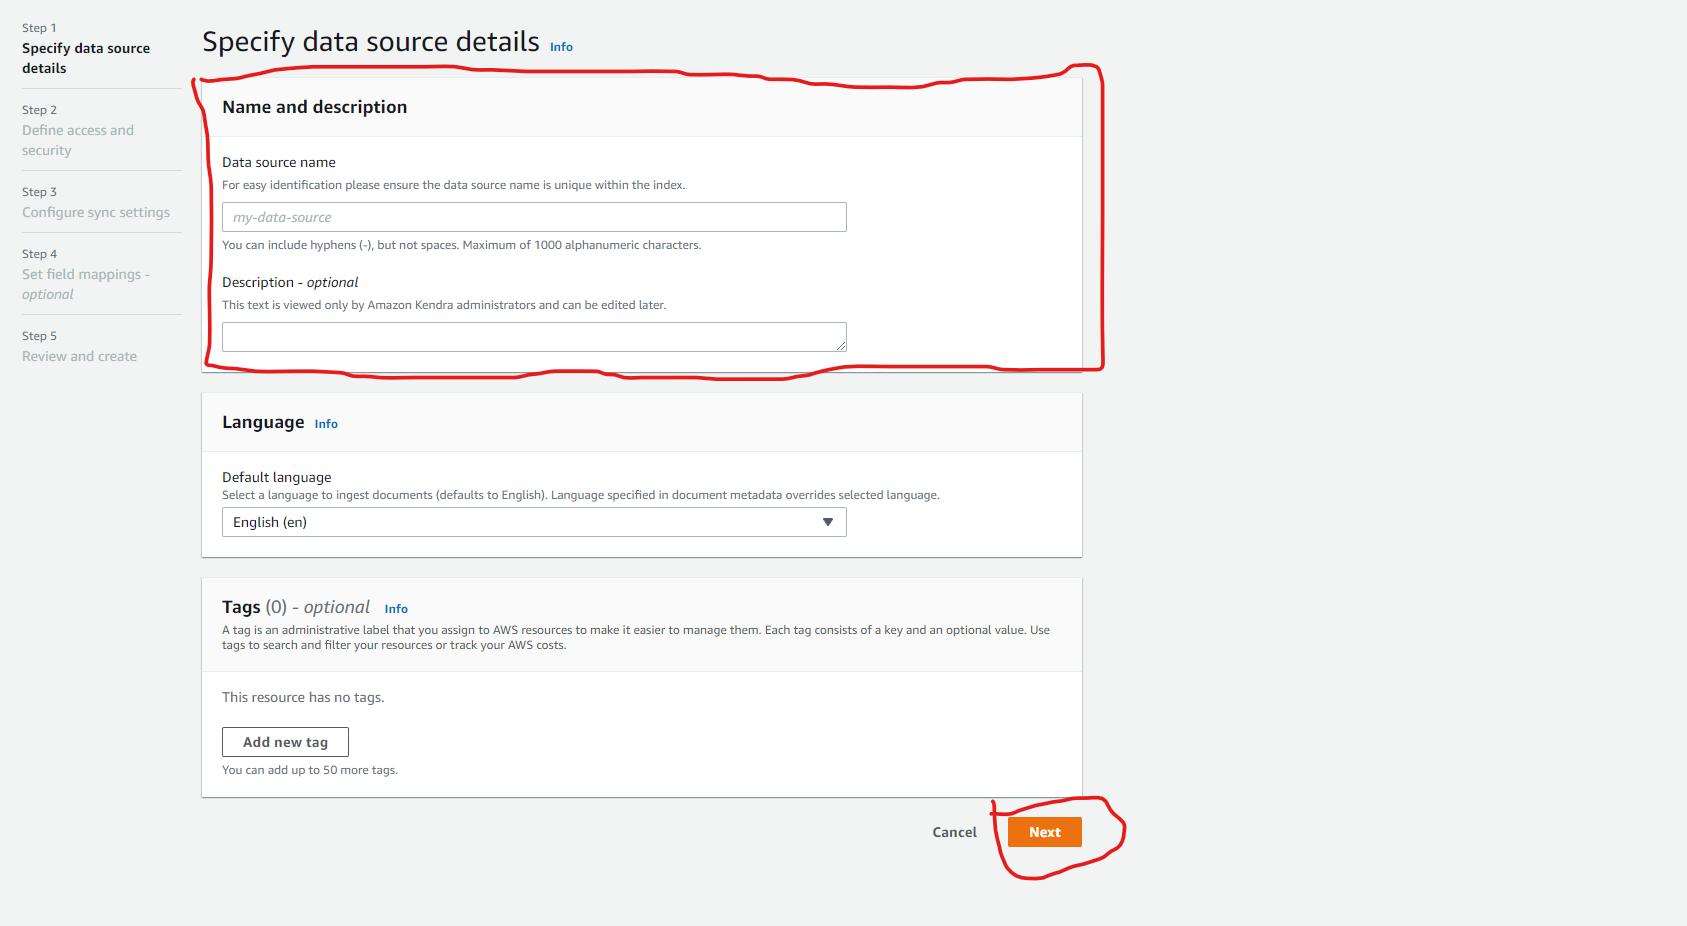 Step 1
Specify data source
details
Step 2
Define access and
security
Step 3
Configure sync settings
Step 4
Set field mappings -
optional
Step 5
Review and create
Specify data source details Info
Name and description
Data source name
For easy identification please ensure the data source name is unique within the index.
my-data-source
You can include hyphens (-), but not spaces. Maximum of 1000 alphanumeric characters.
Description - optional
This text is viewed only by Amazon Kendra administrators and can be edited later.
Language Info
Default language
Select a language to ingest documents (defaults to English). Language specified in document metadata overrides selected language.
English (en)
Tags (0) - optional Info
A tag is an administrative label that you assign to AWS resources to make it easier to manage them. Each tag consists of a key and an optional value. Use
tags to search and filter your resources or track your AWS costs.
This resource has no tags.
Add new tag
You can add up to 50 more tags.
Cancel Next